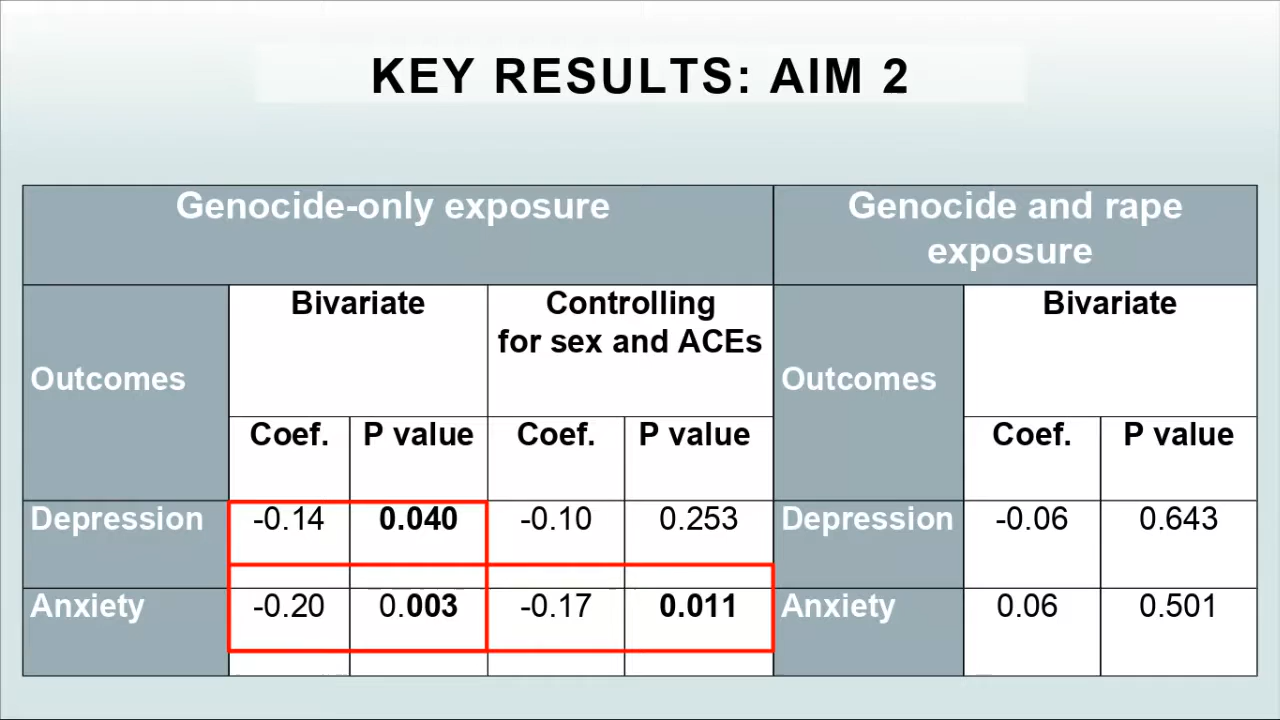 KEY RESULTS: AIM 2
Genocide-only exposure
Genocide and rape
exposure
Outcomes
Bivariate
Controlling
for sex and ACEs
Outcomes
Bivariate
Coef. P value Coef. P value Coef. P value
Depression -0.14 0.040 -0.10 0.253 Depression -0.06 0.643
Anxiety -0.20 0.003 -0.17 0.011 Anxiety 0.06 0.501